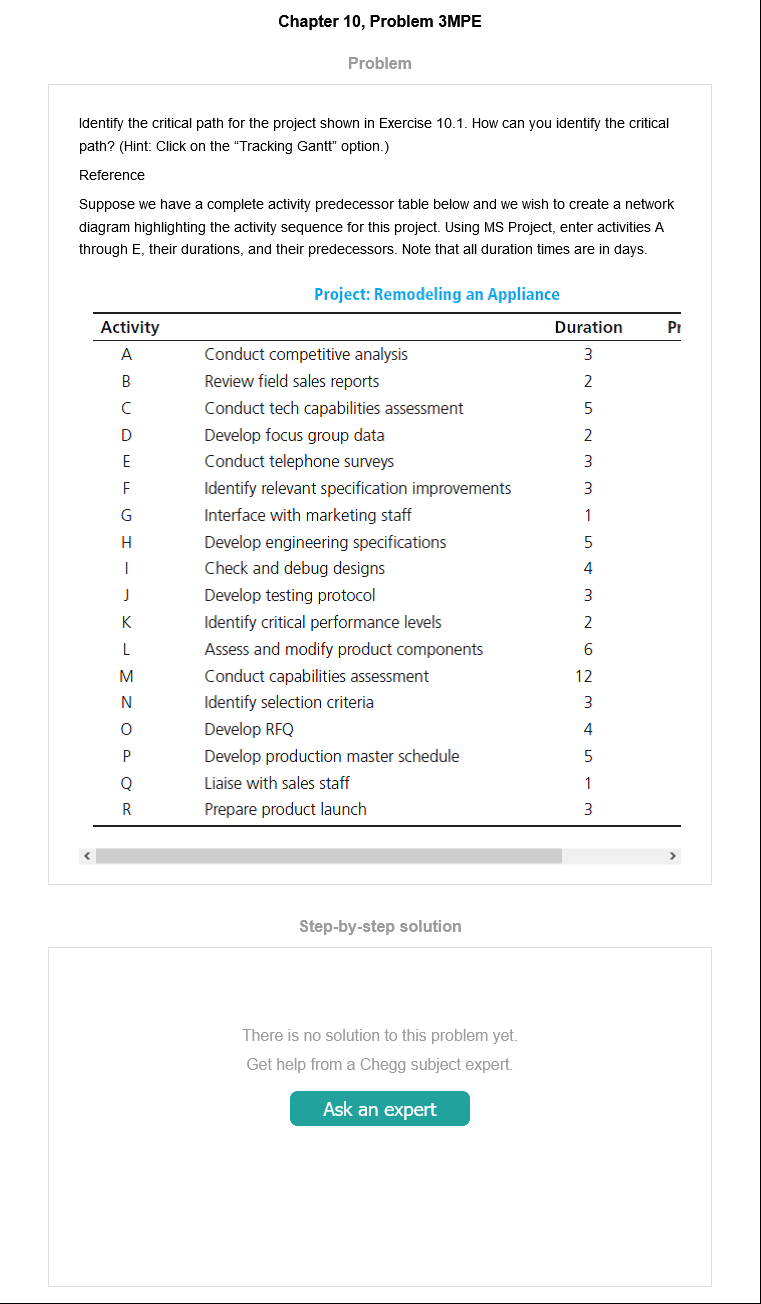 Chapter 10, Problem 3MPE
Problem
Identify the critical path for the project shown in Exercise 10.1. How can you identify the critical
path? (Hint: Click on the “Tracking Gantt” option.)
Reference
Suppose we have a complete activity predecessor table below and we wish to create a network
diagram highlighting the activity sequence for this project. Using MS Project, enter activities A
through E, their durations, and their predecessors. Note that all duration times are in days.
Project: Remodeling an Appliance
Activity Duration Pr
A Conduct competitive analysis 3
B Review field sales reports 2
C Conduct tech capabilities assessment 5
D Develop focus group data 2
E Conduct telephone surveys 3
F Identify relevant specification improvements 3
G Interface with marketing staff 1
H Develop engineering specifications 5
I Check and debug designs 4
J Develop testing protocol 3
K Identify critical performance levels 2
L Assess and modify product components 6
M Conduct capabilities assessment 12
N Identify selection criteria 3
O Develop RFQ 4
P Develop production master schedule 5
Q Liaise with sales staff 1
R Prepare product launch 3
Step-by-step solution
There is no solution to this problem yet.
Get help from a Chegg subject expert.
Ask an expert